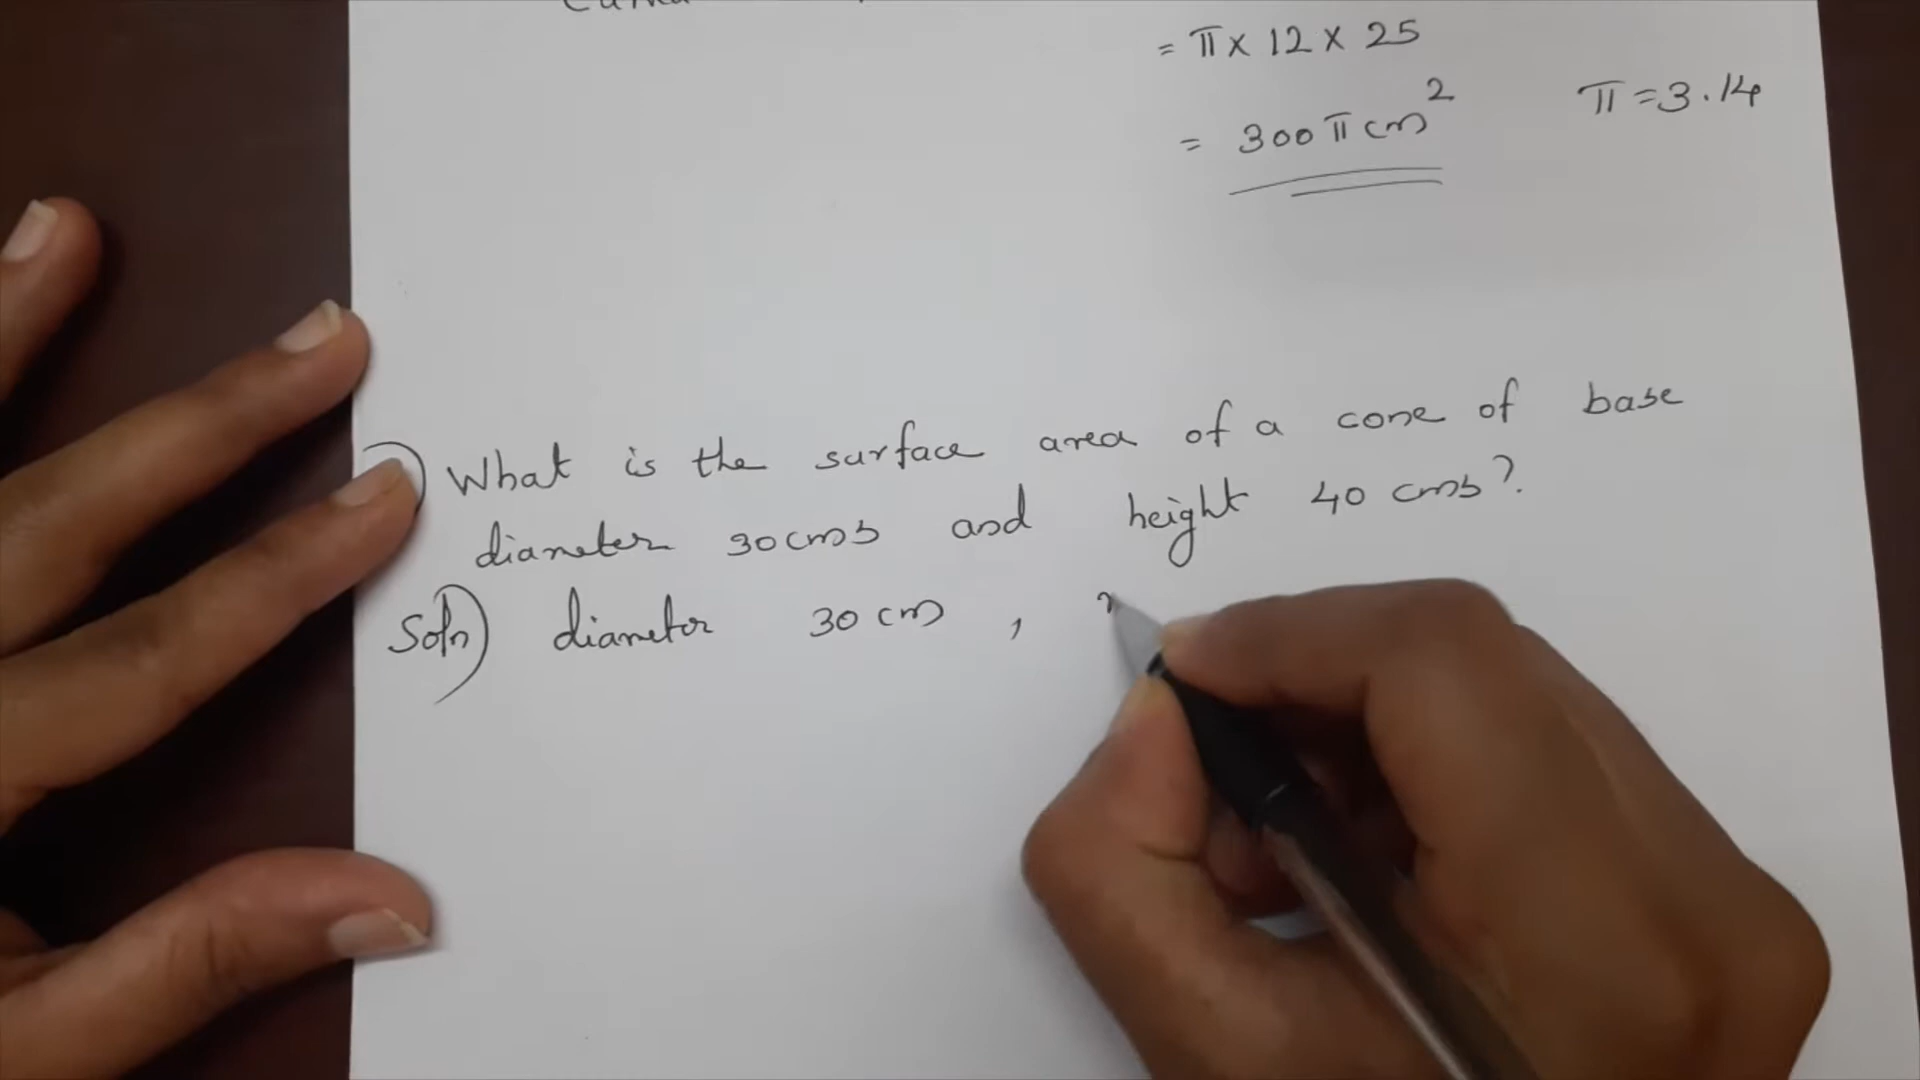 = π x 12 x 25
= 300 π cm²
π = 3.14
What is the surface area of a cone of base
diameter 30cms and height 40 cms?
Soln) diameter 30 cm ,